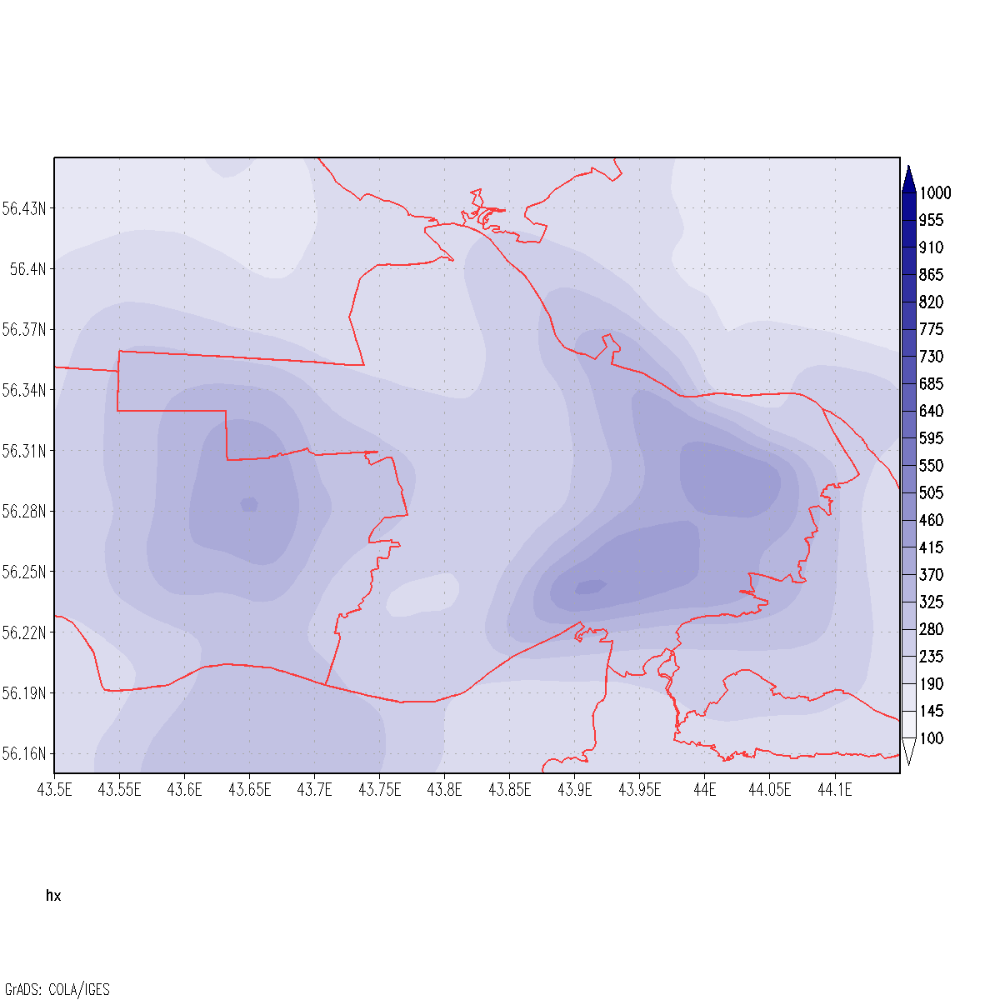 56.43N
56.4N
56.37N
56.34N
56.31N
56.28N
56.25N
56.22N
56.19N
56.16N
43.5E 43.55E 43.6E 43.65E 43.7E 43.75E 43.8E 43.85E 43.9E 43.95E 44E 44.05E 44.1E
1000
955
910
865
820
775
730
685
640
595
550
505
460
415
370
325
280
235
190
145
100
hx
GrADS: COLA/IGES